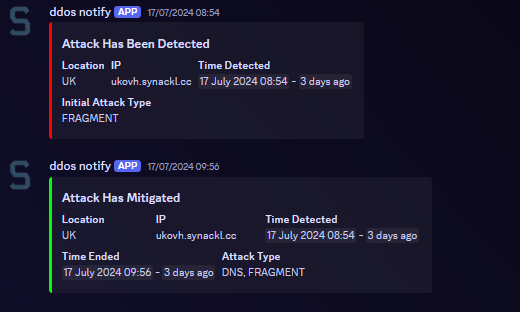 ddos notify APP 17/07/2024 08:54
Attack Has Been Detected
Location IP Time Detected
UK ukovh.synackl.cc 17 July 2024 08:54 - 3 days ago
Initial Attack Type
FRAGMENT
ddos notify APP 17/07/2024 09:56
Attack Has Mitigated
Location IP Time Detected
UK ukovh.synackl.cc 17 July 2024 08:54 - 3 days ago
Time Ended Attack Type
17 July 2024 09:56 - 3 days ago DNS, FRAGMENT